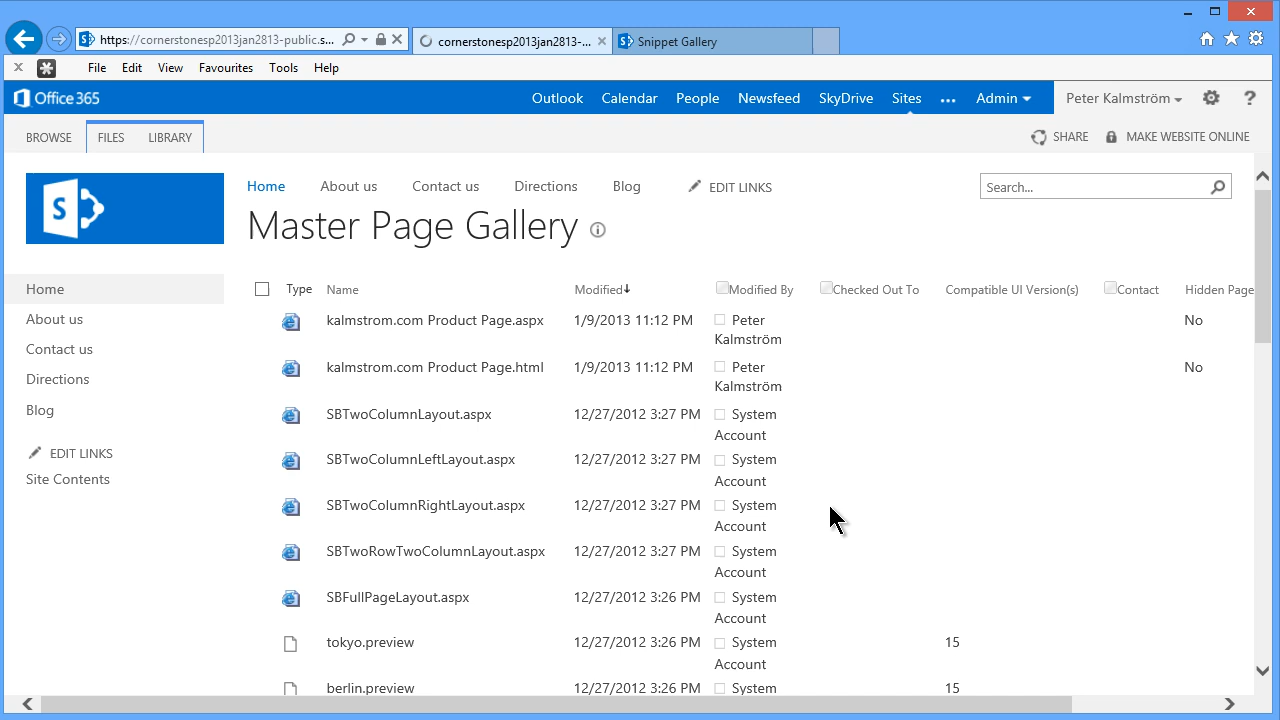 https://cornerstonesp2013jan2813-public.s...
cornerstonesp2013jan2813-...
Snippet Gallery
File Edit View Favourites Tools Help
Office 365
Outlook Calendar People Newsfeed SkyDrive Sites ... Admin Peter Kalmström ?
BROWSE FILES LIBRARY SHARE MAKE WEBSITE ONLINE
S
Home About us Contact us Directions Blog EDIT LINKS
Search...
Master Page Gallery
Home
About us
Contact us
Directions
Blog
EDIT LINKS
Site Contents
Type Name Modified Modified By Checked Out To Compatible UI Version(s) Contact Hidden Page
kalmstrom.com Product Page.aspx 1/9/2013 11:12 PM Peter Kalmström No
kalmstrom.com Product Page.html 1/9/2013 11:12 PM Peter Kalmström No
SBTwoColumnLayout.aspx 12/27/2012 3:27 PM System Account
SBTwoColumnLeftLayout.aspx 12/27/2012 3:27 PM System Account
SBTwoColumnRightLayout.aspx 12/27/2012 3:27 PM System Account
SBTwoRowTwoColumnLayout.aspx 12/27/2012 3:27 PM System Account
SBFullPageLayout.aspx 12/27/2012 3:26 PM System Account
tokyo.preview 12/27/2012 3:26 PM System Account 15
berlin.preview 12/27/2012 3:26 PM System 15